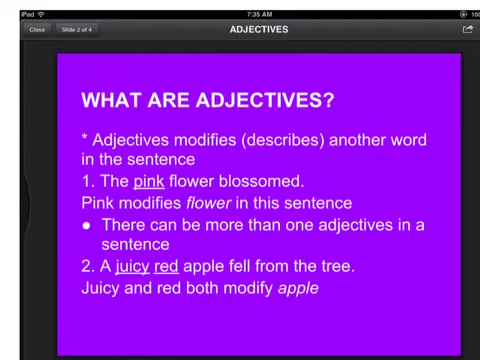 iPad 7:35 AM 100
Close Slide 2 of 4 ADJECTIVES
WHAT ARE ADJECTIVES?
* Adjectives modifies (describes) another word
in the sentence
1. The pink flower blossomed.
Pink modifies flower in this sentence
● There can be more than one adjectives in a
sentence
2. A juicy red apple fell from the tree.
Juicy and red both modify apple